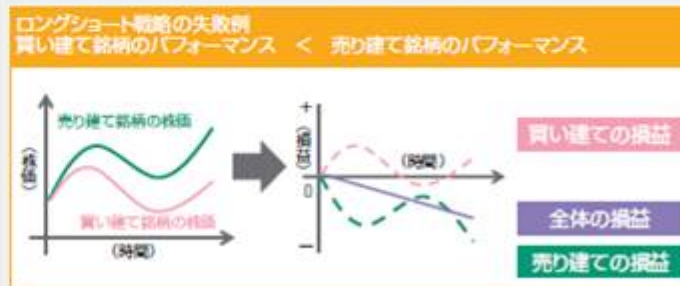 ロングショート戦略の失敗例
買い建て銘柄のパフォーマンス ＜ 売り建て銘柄のパフォーマンス
売り建て銘柄の株価
(株価)
買い建て銘柄の株価
(時間)
+
(損益)
0
−
(時間)
買い建ての損益
全体の損益
売り建ての損益